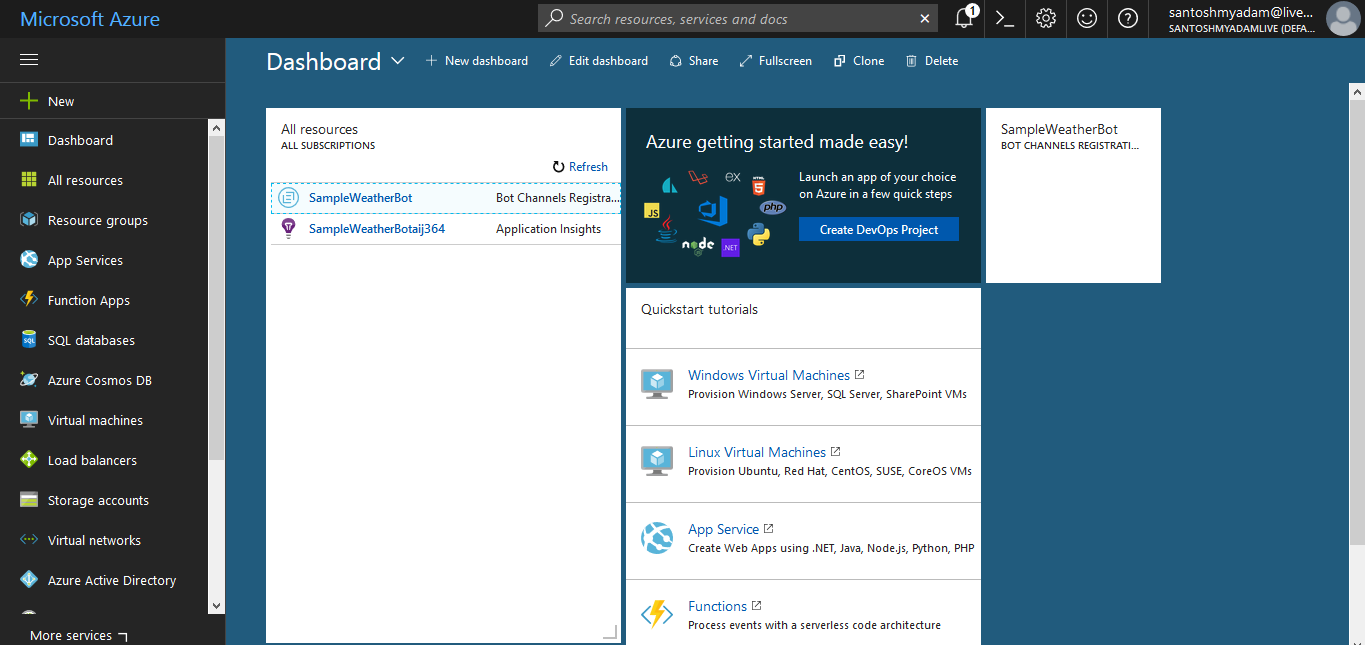 Microsoft Azure
Search resources, services and docs
1
santoshmyadam@live...
SANTOSHMYADAMLIVE (DEFA...
New
Dashboard
All resources
Resource groups
App Services
Function Apps
SQL databases
Azure Cosmos DB
Virtual machines
Load balancers
Storage accounts
Virtual networks
Azure Active Directory
More services
Dashboard
New dashboard
Edit dashboard
Share
Fullscreen
Clone
Delete
All resources
ALL SUBSCRIPTIONS
Refresh
SampleWeatherBot Bot Channels Registra...
SampleWeatherBotaij364 Application Insights
Azure getting started made easy!
Launch an app of your choice
on Azure in a few quick steps
Create DevOps Project
EX
HTML
JS
php
node
.NET
Quickstart tutorials
Windows Virtual Machines
Provision Windows Server, SQL Server, SharePoint VMs
Linux Virtual Machines
Provision Ubuntu, Red Hat, CentOS, SUSE, CoreOS VMs
App Service
Create Web Apps using .NET, Java, Node.js, Python, PHP
Functions
Process events with a serverless code architecture
SampleWeatherBot
BOT CHANNELS REGISTRATI...